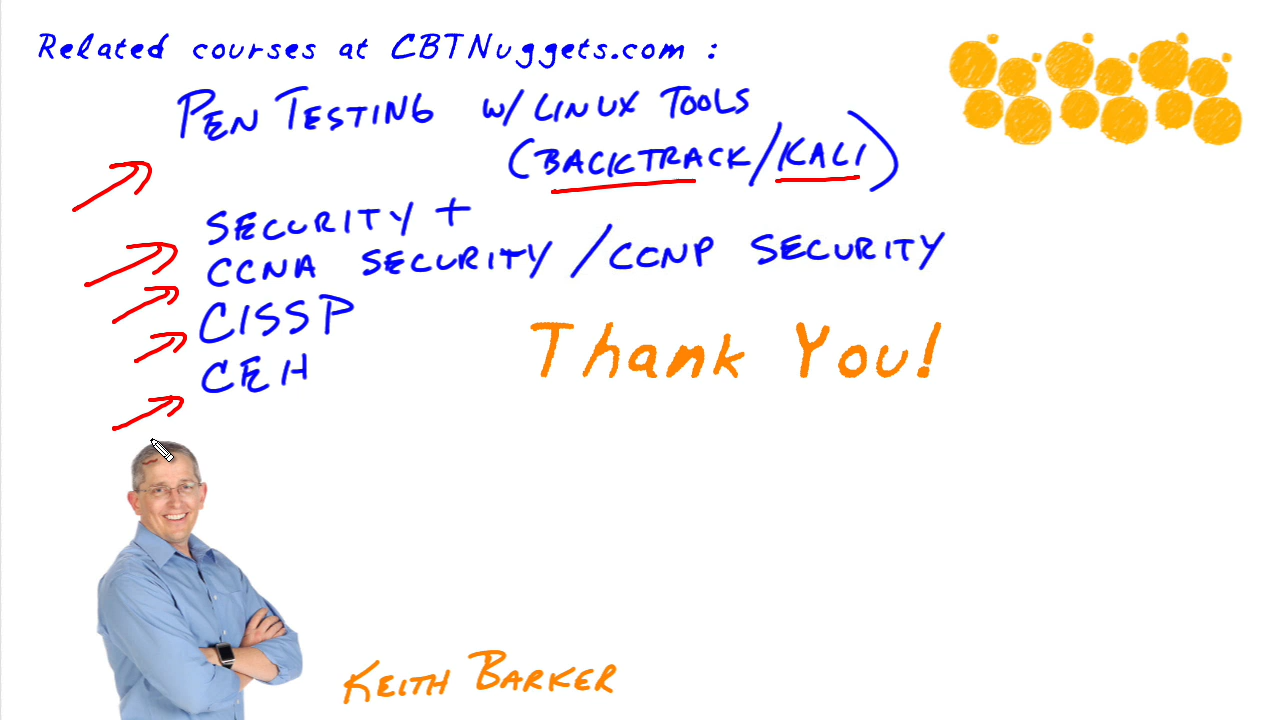 Related courses at CBTNuggets.com :
PEN TESTING w/ LINUX TOOLS
(BACKTRACK/KALI)
SECURITY +
CCNA SECURITY / CCNP SECURITY
CISSP
CEH
Thank You!
KEITH BARKER